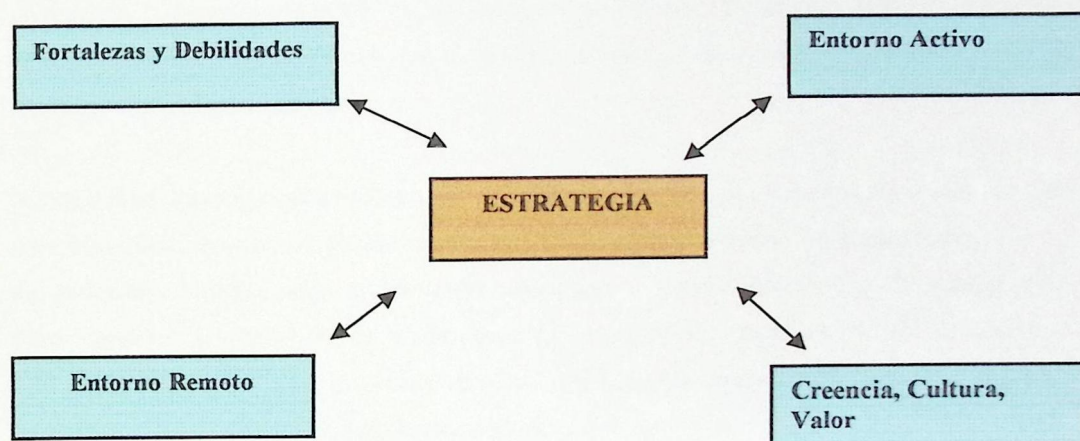 Fortalezas y Debilidades
Entorno Activo
ESTRATEGIA
Entorno Remoto
Creencia, Cultura,
Valor